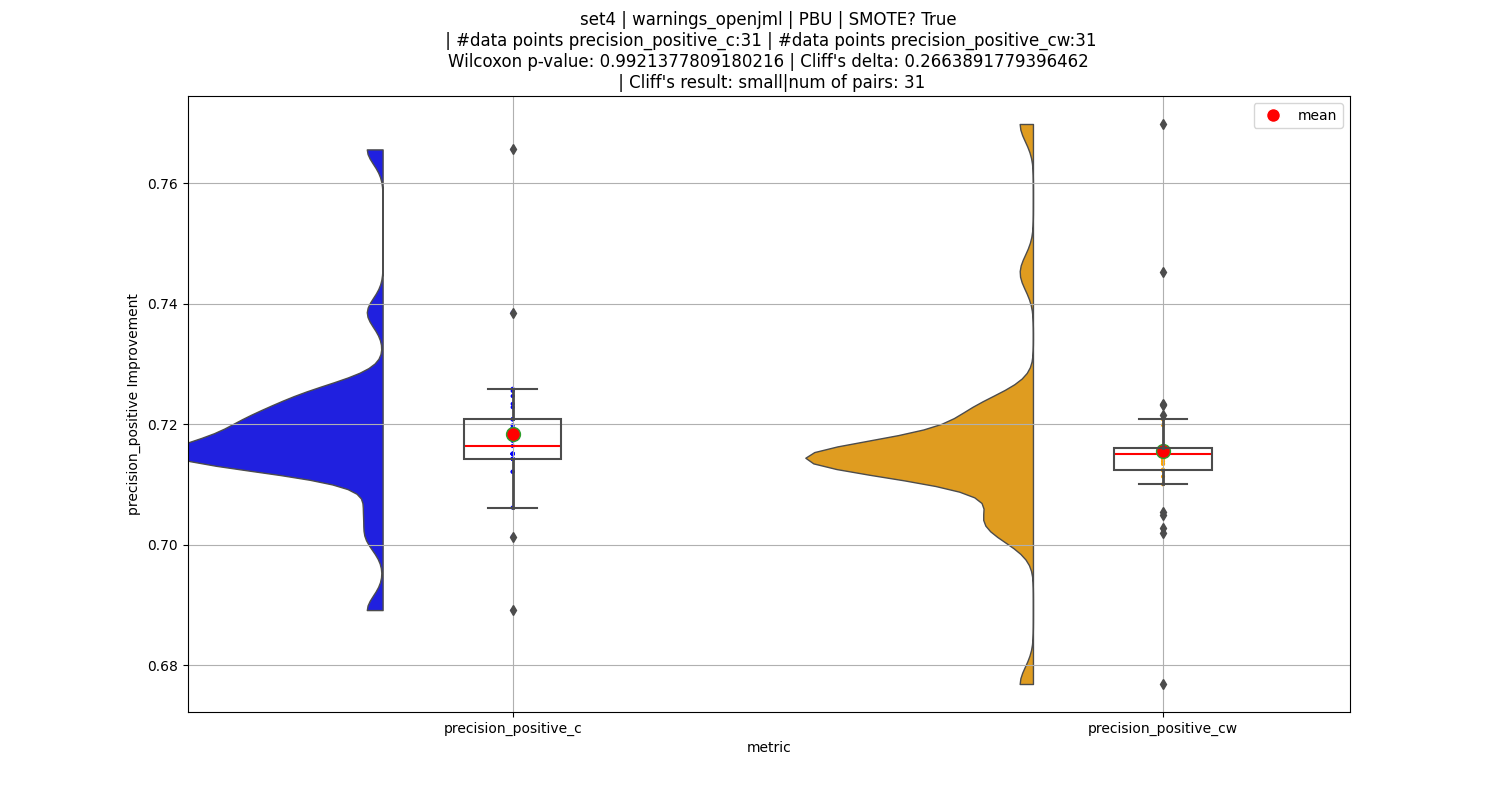 set4 | warnings_openjml | PBU | SMOTE? True
| #data points precision_positive_c:31 | #data points precision_positive_cw:31
Wilcoxon p-value: 0.9921377809180216 | Cliff's delta: 0.2663891779396462
| Cliff's result: small|num of pairs: 31
mean
0.76
0.74
0.72
0.70
0.68
precision_positive Improvement
precision_positive_c
precision_positive_cw
metric